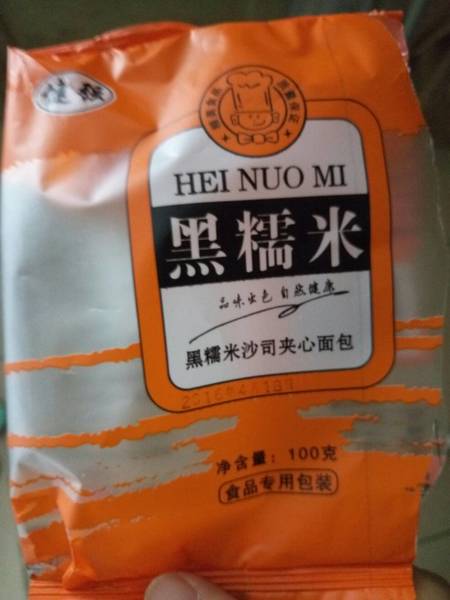 HEI NUO MI
黑糯米
品味出色 自然健康
黑糯米沙司夹心面包
净含量：100克
食品专用包装